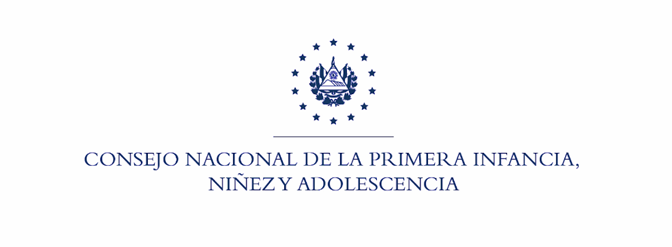 CONSEJO NACIONAL DE LA PRIMERA INFANCIA,
NIÑEZ Y ADOLESCENCIA